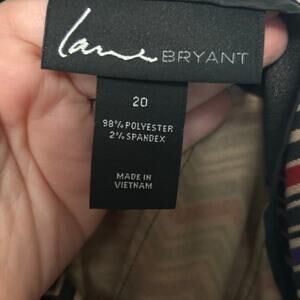 Lane BRYANT
20
98% POLYESTER
2% SPANDEX
MADE IN
VIETNAM